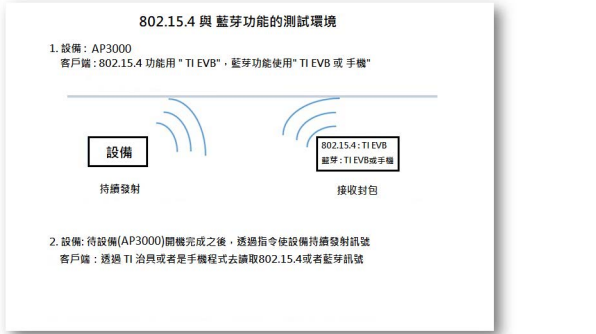 802.15.4 與 藍芽功能的測試環境
1. 設備 : AP3000
客戶端 : 802.15.4 功能用 " TI EVB"，藍芽功能使用" TI EVB 或 手機"
設備
802.15.4 : TI EVB
藍芽 : TI EVB或手機
持續發射
接收封包
2. 設備: 待設備(AP3000)開機完成之後，透過指令使設備持續發射訊號
客戶端：透過 TI 治具或者是手機程式去讀取802.15.4或者藍芽訊號